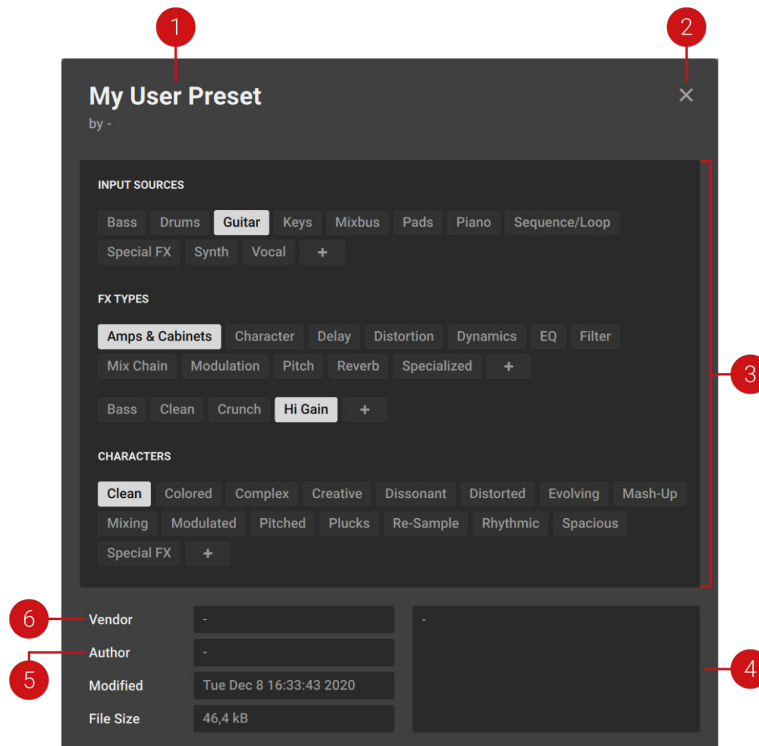 1 2
My User Preset
by -
INPUT SOURCES
Bass Drums Guitar Keys Mixbus Pads Piano Sequence/Loop
Special FX Synth Vocal +
FX TYPES
Amps & Cabinets Character Delay Distortion Dynamics EQ Filter
Mix Chain Modulation Pitch Reverb Specialized +
3
Bass Clean Crunch Hi Gain +
CHARACTERS
Clean Colored Complex Creative Dissonant Distorted Evolving Mash-Up
Mixing Modulated Pitched Plucks Re-Sample Rhythmic Spacious
Special FX +
6 Vendor - -
Author -
5 Modified Tue Dec 8 16:33:43 2020 4
File Size 46,4 kB